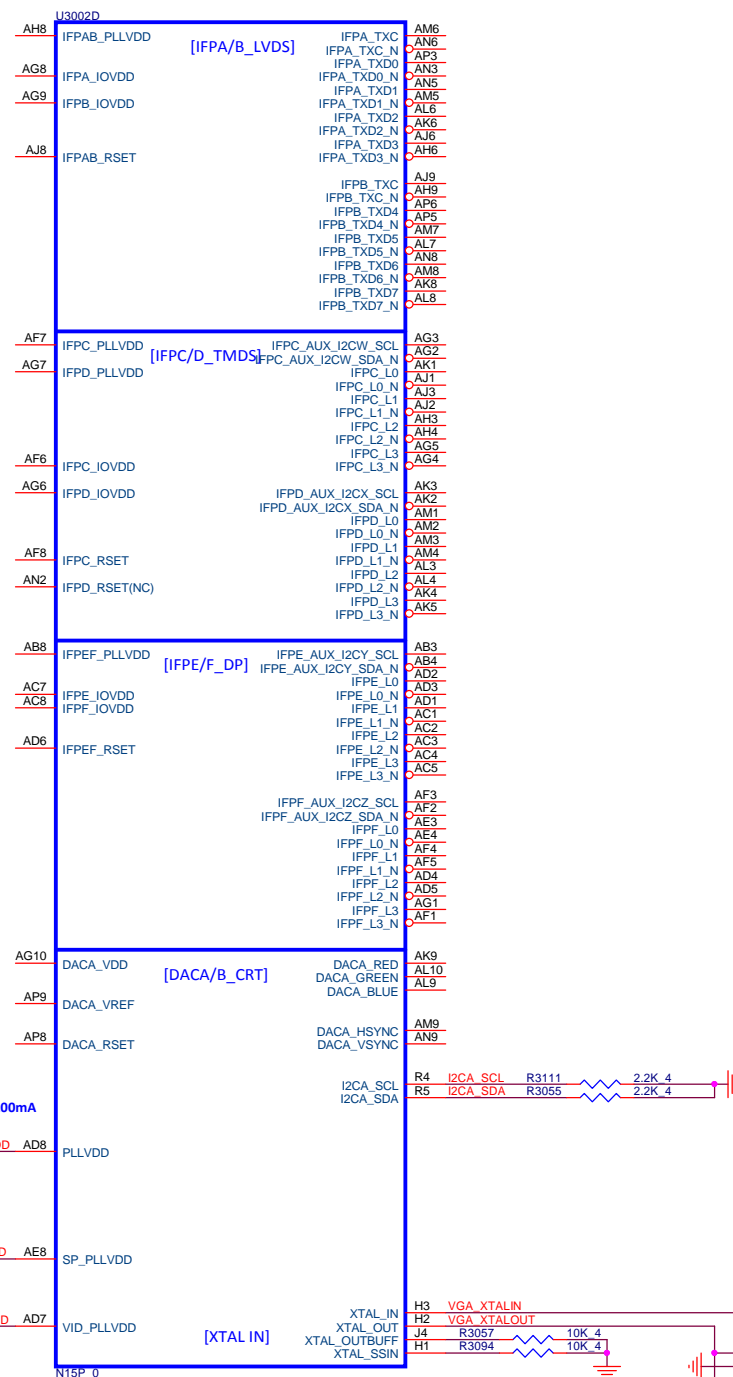 U3002D
AH8 IFPAB_PLLVDD [IFPA/B_LVDS] IFPA_TXC AM6
IFPA_TXC_N AN6
IFPA_TXD0 AP3
AG8 IFPA_IOVDD IFPA_TXD0_N AN3
IFPA_TXD1 AN5
AG9 IFPB_IOVDD IFPA_TXD1_N AM5
IFPA_TXD2 AL6
IFPA_TXD2_N AK6
IFPA_TXD3 AJ6
AJ8 IFPAB_RSET IFPA_TXD3_N AH6
IFPB_TXC AJ9
IFPB_TXC_N AH9
IFPB_TXD4 AP6
IFPB_TXD4_N AP5
IFPB_TXD5 AM7
IFPB_TXD5_N AL7
IFPB_TXD6 AN8
IFPB_TXD6_N AM8
IFPB_TXD7 AK8
IFPB_TXD7_N AL8
AF7 IFPC_PLLVDD [IFPC/D_TMDS] IFPC_AUX_I2CW_SCL AG3
IFPC_AUX_I2CW_SDA_N AG2
AG7 IFPD_PLLVDD IFPC_L0 AK1
IFPC_L0_N AJ1
IFPC_L1 AJ3
IFPC_L1_N AJ2
IFPC_L2 AH3
IFPC_L2_N AH4
IFPC_L3 AG5
AF6 IFPC_IOVDD IFPC_L3_N AG4
AG6 IFPD_IOVDD IFPD_AUX_I2CX_SCL AK3
IFPD_AUX_I2CX_SDA_N AK2
IFPD_L0 AM1
IFPD_L0_N AM2
IFPD_L1 AM3
AF8 IFPC_RSET IFPD_L1_N AM4
IFPD_L2 AL3
AN2 IFPD_RSET(NC) IFPD_L2_N AL4
IFPD_L3 AK4
IFPD_L3_N AK5
AB8 IFPEF_PLLVDD [IFPE/F_DP] IFPE_AUX_I2CY_SCL AB3
IFPE_AUX_I2CY_SDA_N AB4
IFPE_L0 AD2
AC7 IFPE_IOVDD IFPE_L0_N AD3
AC8 IFPF_IOVDD IFPE_L1 AD1
IFPE_L1_N AC1
IFPE_L2 AC2
AD6 IFPEF_RSET IFPE_L2_N AC3
IFPE_L3 AC4
IFPE_L3_N AC5
IFPF_AUX_I2CZ_SCL AF3
IFPF_AUX_I2CZ_SDA_N AF2
IFPF_L0 AE3
IFPF_L0_N AE4
IFPF_L1 AF4
IFPF_L1_N AF5
IFPF_L2 AD4
IFPF_L2_N AD5
IFPF_L3 AG1
IFPF_L3_N AF1
AG10 DACA_VDD [DACA/B_CRT] DACA_RED AK9
DACA_GREEN AL10
DACA_BLUE AL9
AP9 DACA_VREF
DACA_HSYNC AM9
AP8 DACA_RSET DACA_VSYNC AN9
I2CA_SCL R4 I2CA_SCL R3111 2.2K_4
I2CA_SDA R5 I2CA_SDA R3055 2.2K_4
00mA
D AD8 PLLVDD
D AE8 SP_PLLVDD
XTAL_IN H3 VGA_XTALIN
D AD7 VID_PLLVDD [XTAL IN] XTAL_OUT H2 VGA_XTALOUT
XTAL_OUTBUFF J4 R3057 10K_4
XTAL_SSIN H1 R3094 10K_4
N15P_0